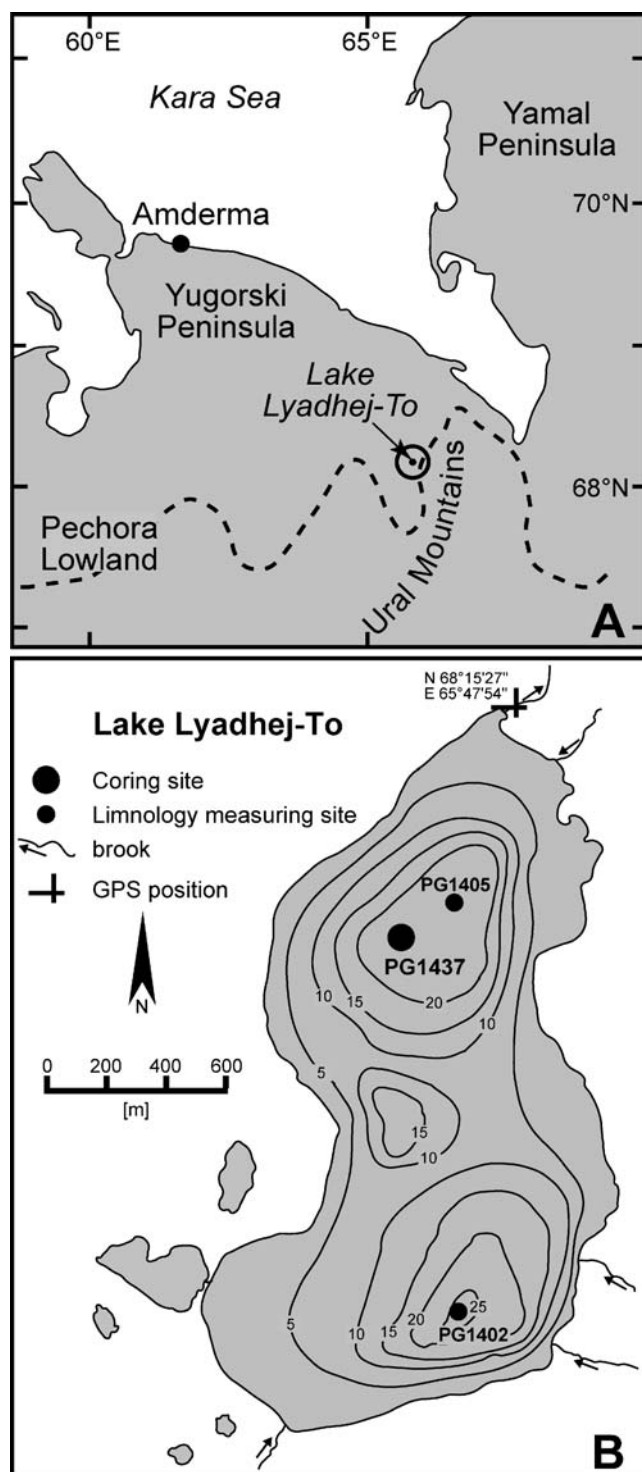 60°E
65°E
Kara Sea
Yamal
Peninsula
70°N
Amderma
Yugorski
Peninsula
Lake
Lyadhej-To
68°N
Pechora
Lowland
Ural Mountains
A
N 68°15'27"
E 65°47'54"
Lake Lyadhej-To
Coring site
Limnology measuring site
brook
GPS position
N
0 200 400 600
[m]
PG1405
PG1437
20
15
10
10
5
15
10
25
20
15
10
5
PG1402
B